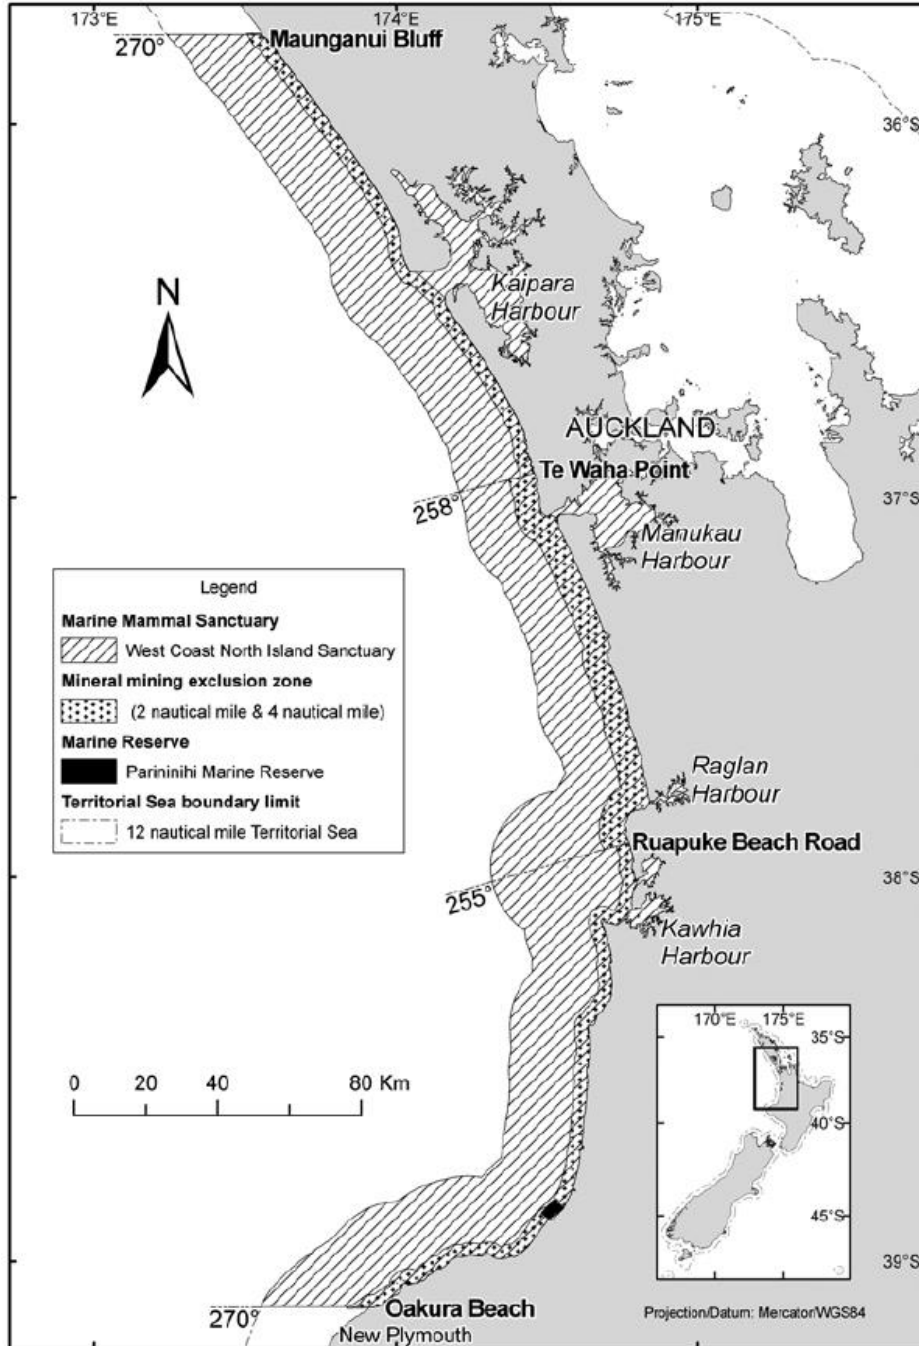 173°E
174°E
175°E
270°
Maunganui Bluff
36°S
N
Kaipara
Harbour
AUCKLAND
Te Waha Point
37°S
258°
Manukau
Harbour
Legend
Marine Mammal Sanctuary
West Coast North Island Sanctuary
Mineral mining exclusion zone
(2 nautical mile & 4 nautical mile)
Marine Reserve
Parininihi Marine Reserve
Territorial Sea boundary limit
12 nautical mile Territorial Sea
Raglan
Harbour
Ruapuke Beach Road
38°S
255°
Kawhia
Harbour
170°E 175°E
35°S
40°S
45°S
0 20 40 80 Km
39°S
270°
Oakura Beach
New Plymouth
Projection/Datum: Mercator/WGS84